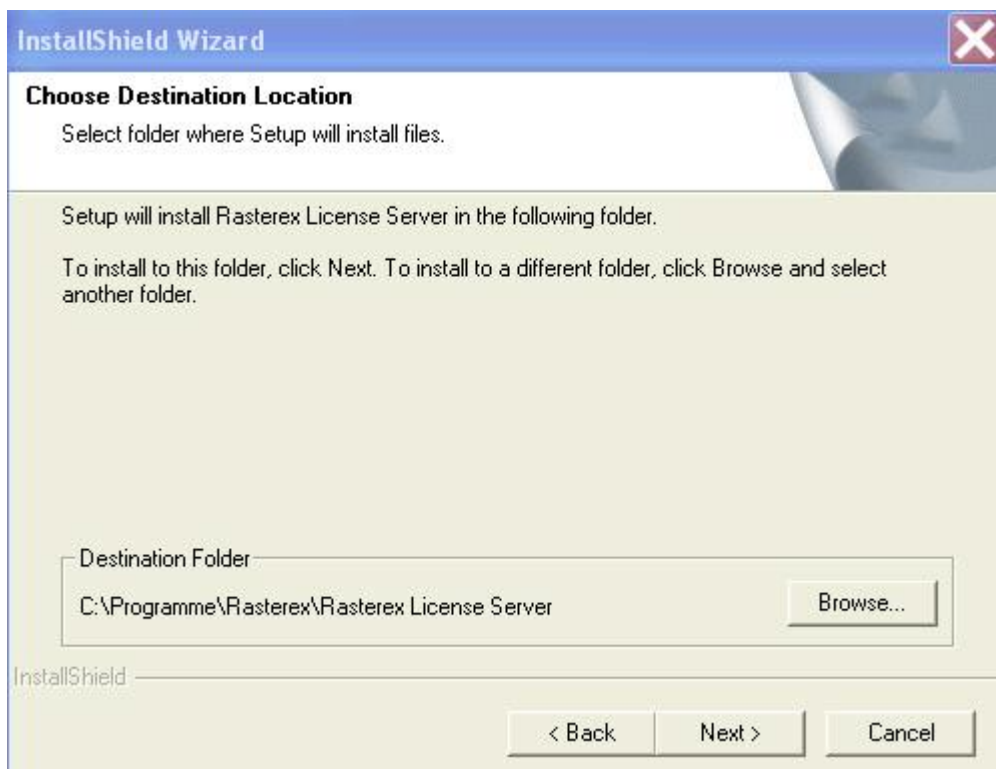 InstallShield Wizard
Choose Destination Location
Select folder where Setup will install files.
Setup will install Rasterex License Server in the following folder.
To install to this folder, click Next. To install to a different folder, click Browse and select
another folder.
Destination Folder
C:\Programme\Rasterex\Rasterex License Server
Browse...
InstallShield
< Back
Next >
Cancel